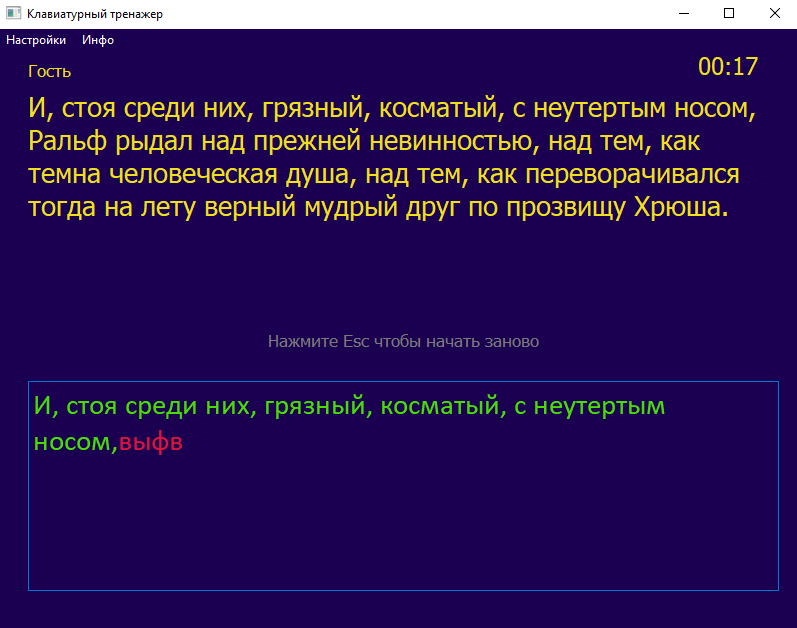 Клавиатурный тренажер
Настройки Инфо
Гость
00:17
И, стоя среди них, грязный, косматый, с неутертым носом,
Ральф рыдал над прежней невинностью, над тем, как
темна человеческая душа, над тем, как переворачивался
тогда на лету верный мудрый друг по прозвищу Хрюша.
Нажмите Esc чтобы начать заново
И, стоя среди них, грязный, косматый, с неутертым
носом,выфв